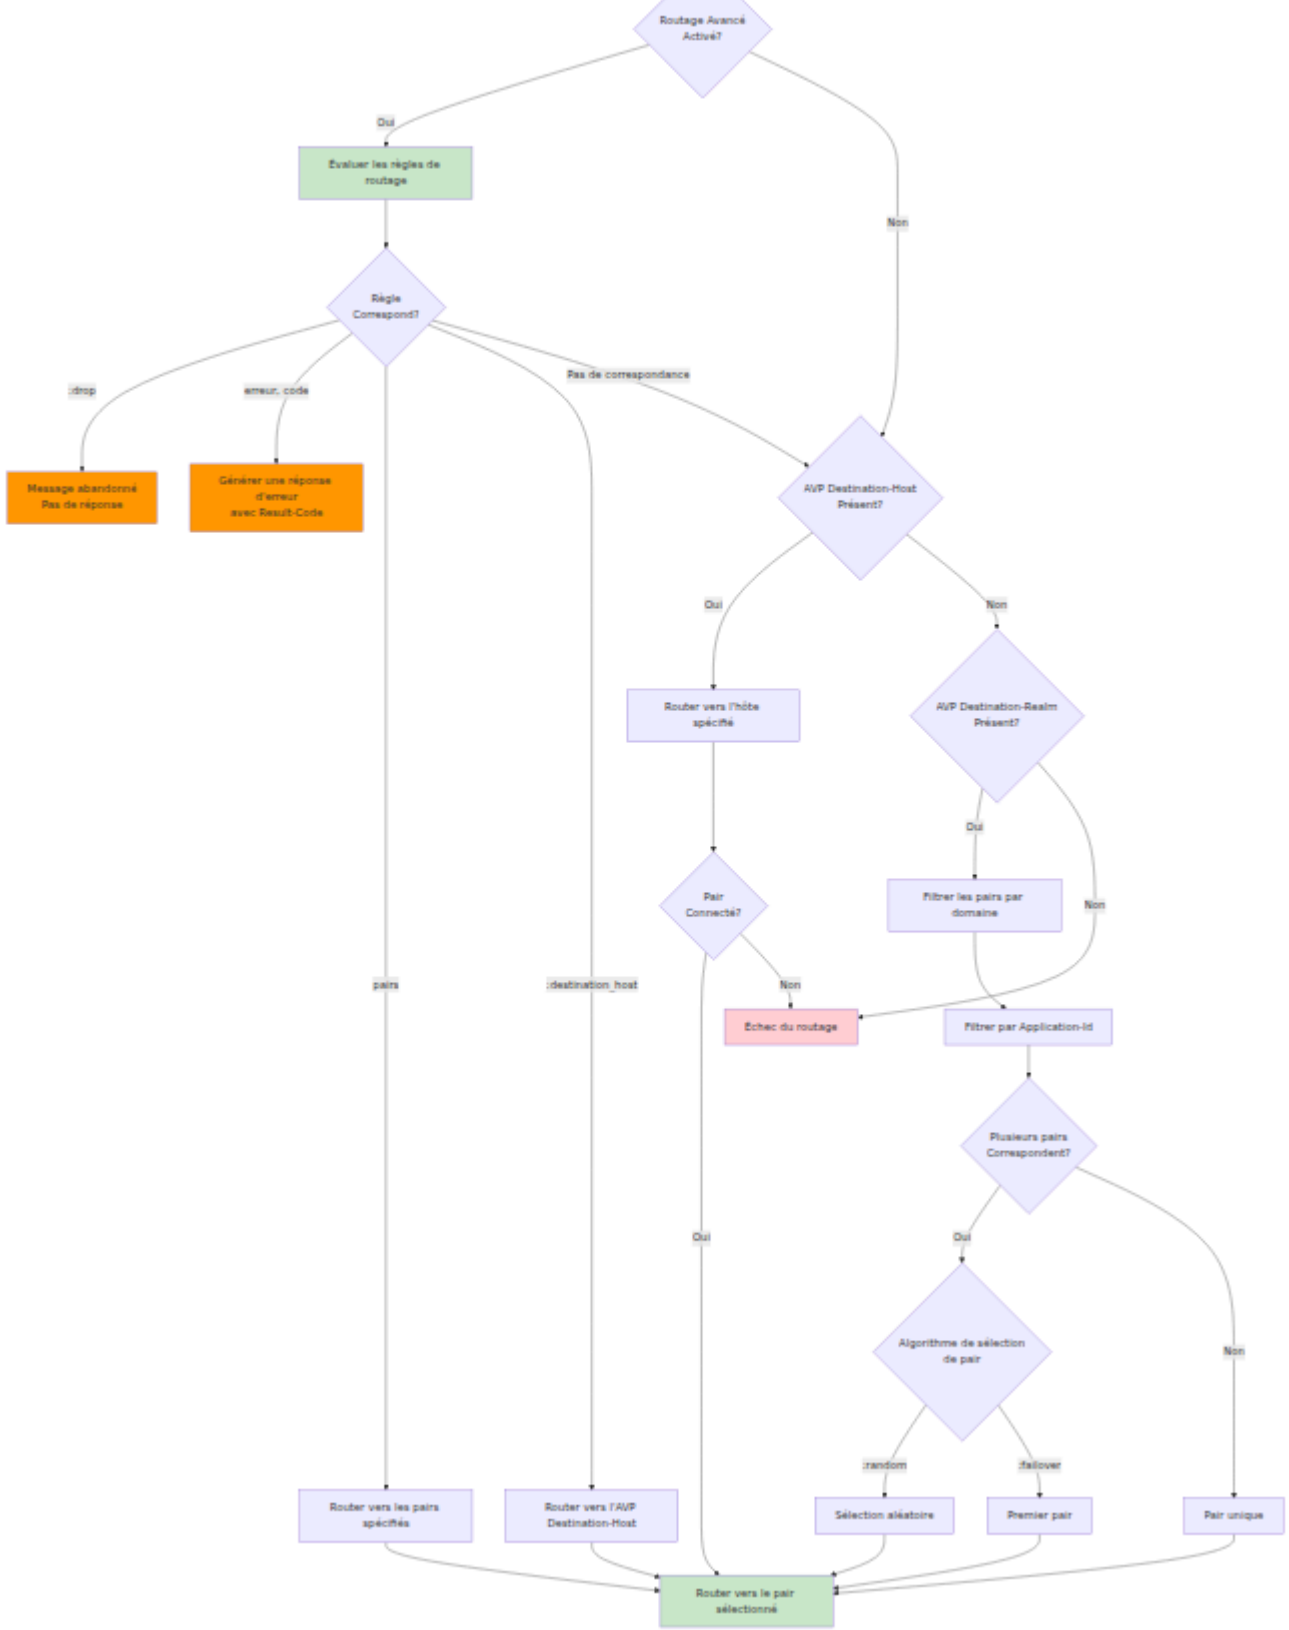 Routage Avancé
Activé?
Oui
Évaluer les règles de
routage
Non
Règle
Correspond?
Pas de correspondance
:drop
erreur, code
Message abandonné
Pas de réponse
Générer une réponse
d'erreur
avec Result-Code
AVP Destination-Host
Présent?
Oui
Non
Router vers l'hôte
spécifié
AVP Destination-Realm
Présent?
Oui
Pair
Connecté?
Filtrer les pairs par
domaine
Non
pairs
:destination_host
Non
Échec du routage
Filtrer par Application-Id
Plusieurs pairs
Correspondent?
Oui
Oui
Algorithme de sélection
de pair
Non
:random
:failover
Router vers les pairs
spécifiés
Router vers l'AVP
Destination-Host
Sélection aléatoire
Premier pair
Pair unique
Router vers le pair
sélectionné